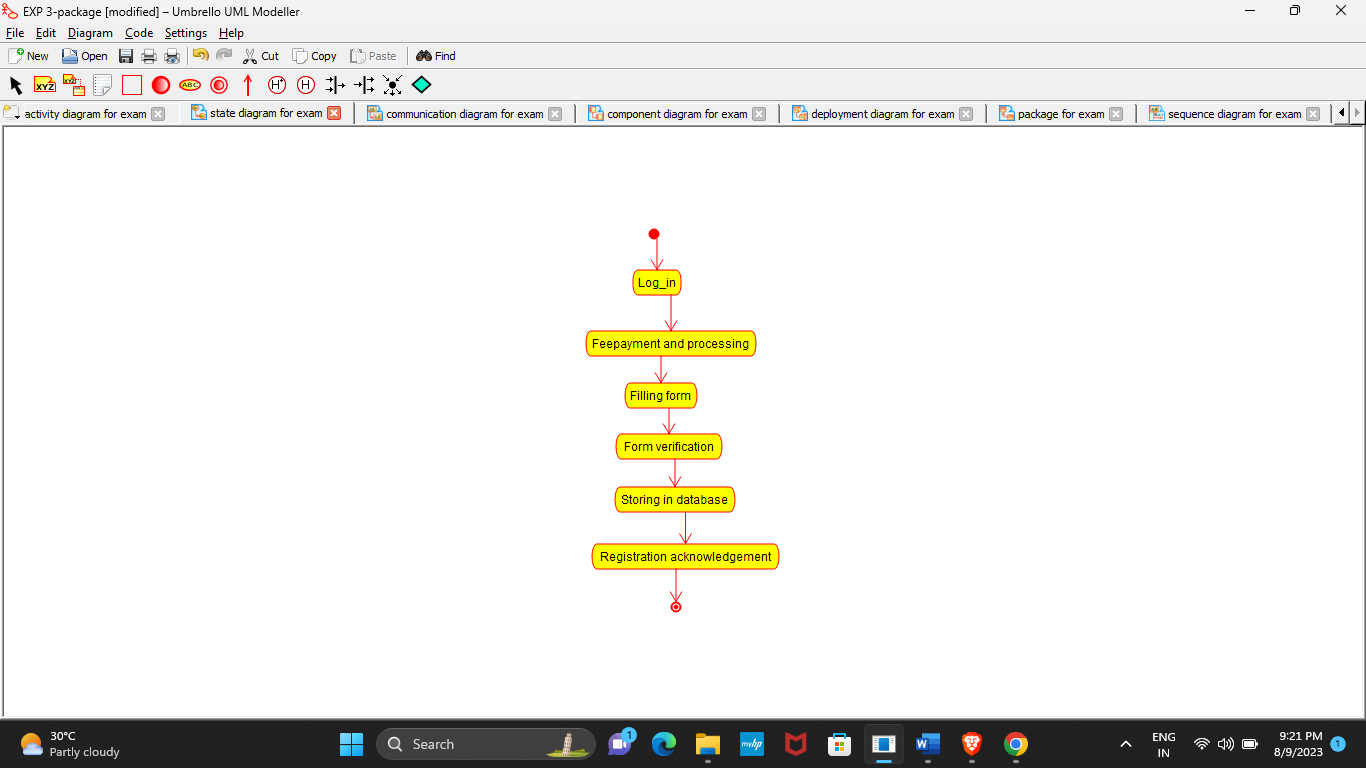 EXP 3-package [modified] – Umbrello UML Modeller
File Edit Diagram Code Settings Help
New Open Cut Copy Paste Find
XYZ XYZ ABC H* H
activity diagram for exam state diagram for exam communication diagram for exam component diagram for exam deployment diagram for exam package for exam sequence diagram for exam
Log_in
Feepayment and processing
Filling form
Form verification
Storing in database
Registration acknowledgement
30°C
Partly cloudy
Search
1
myhp
W
ENG
IN
9:21 PM
8/9/2023
1